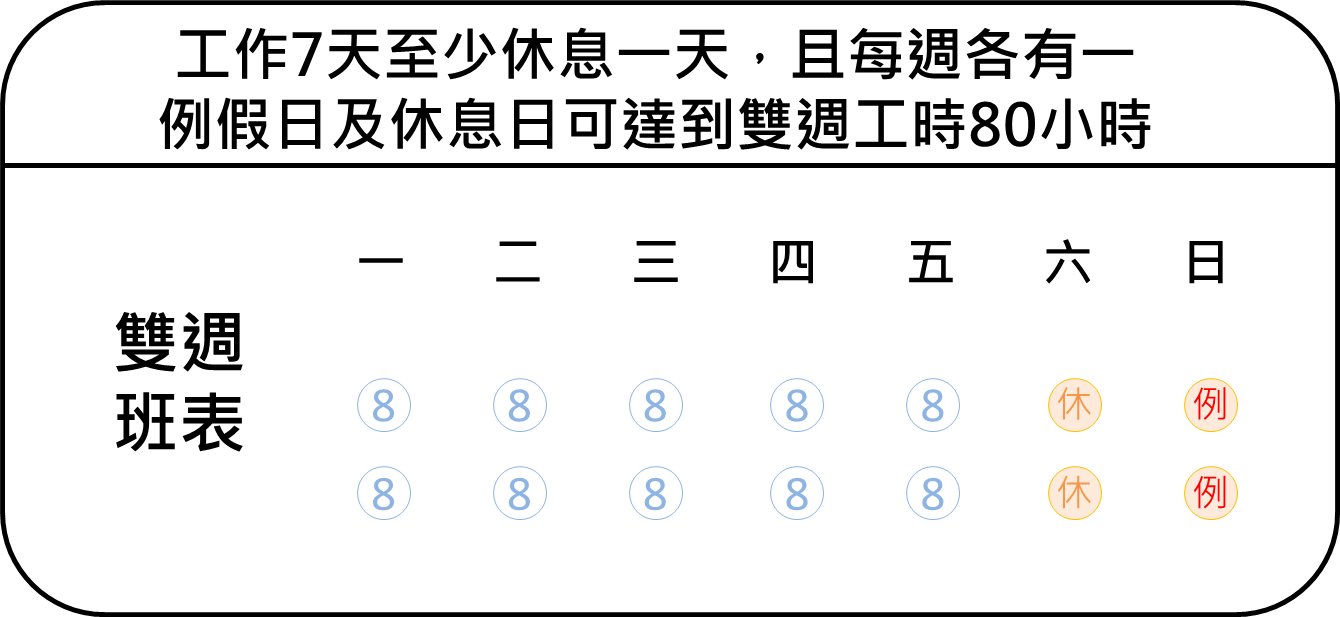 工作7天至少休息一天，且每週各有一
例假日及休息日可達到雙週工時80小時
一 二 三 四 五 六 日
雙週
班表
8 8 8 8 8 休 例
8 8 8 8 8 休 例